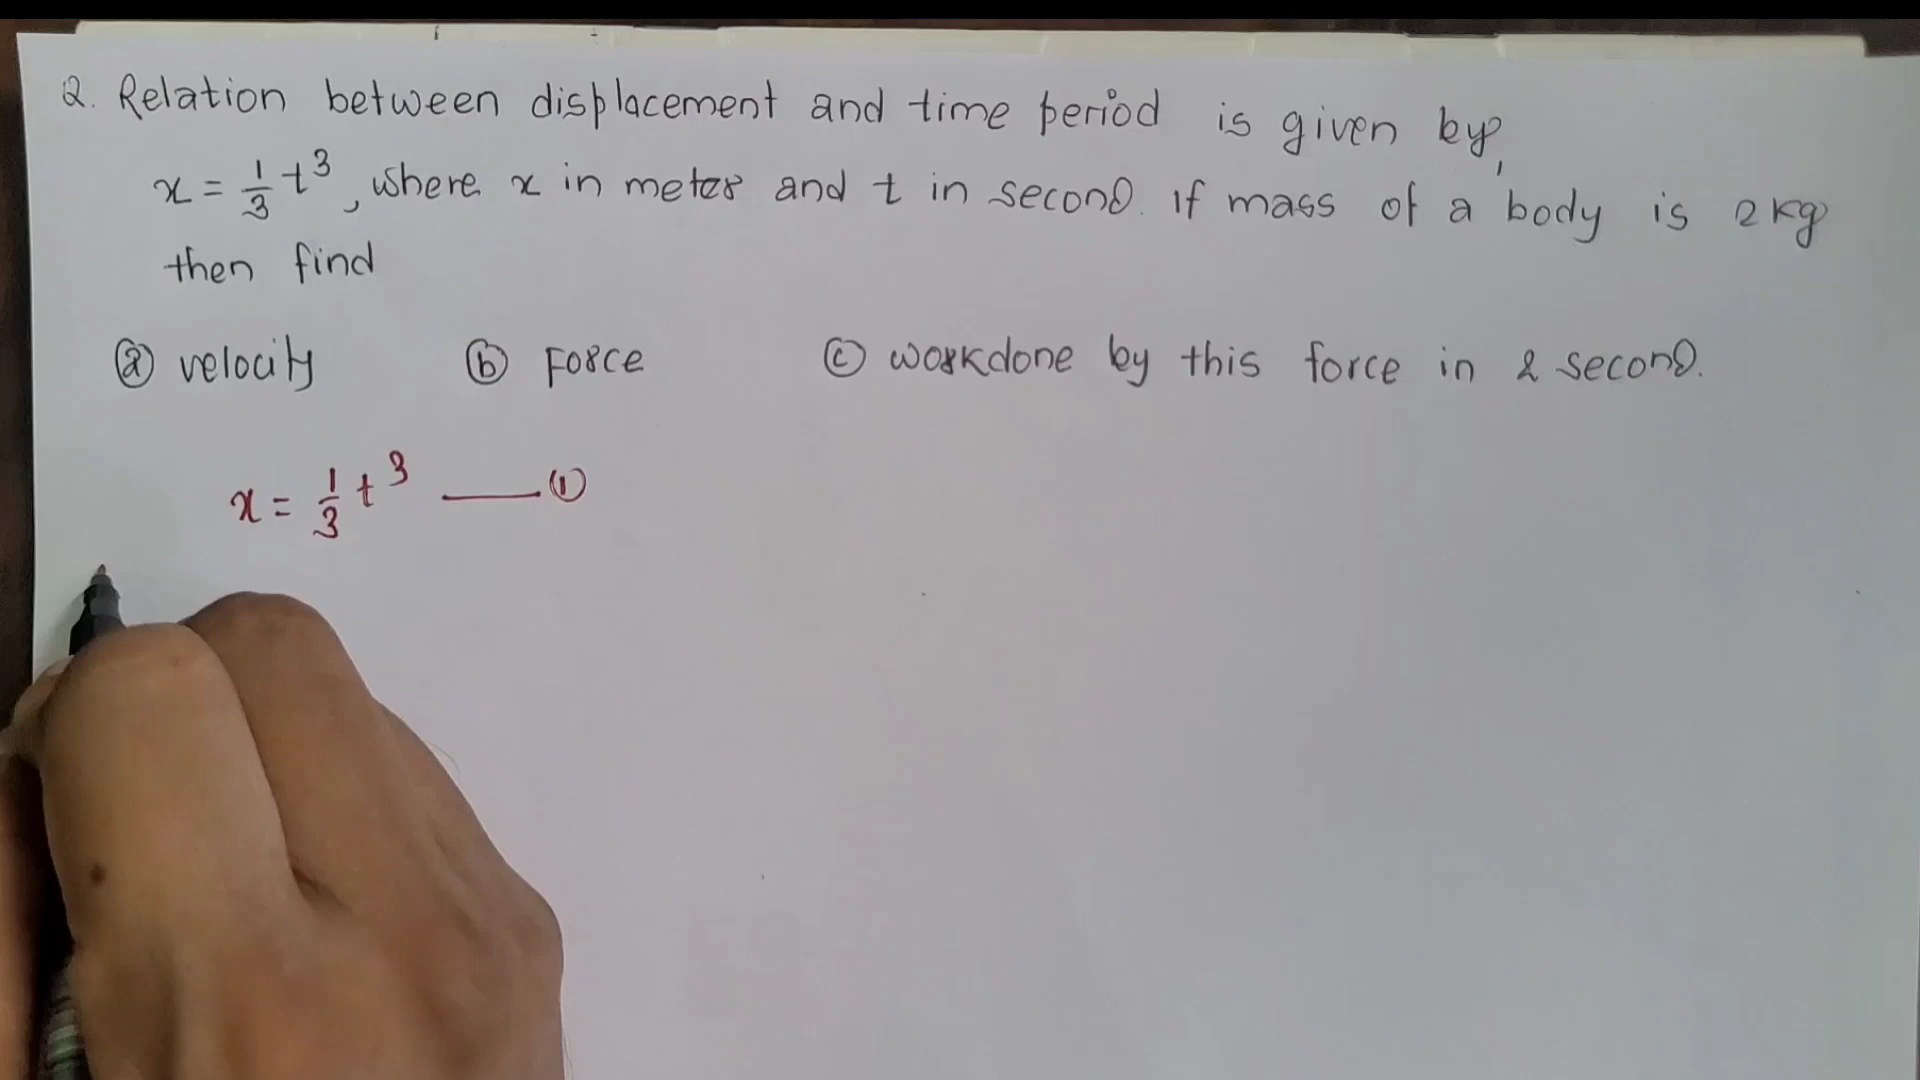 2. Relation between displacement and time period is given by,
x = 1/3 t³, where x in meter and t in second. If mass of a body is 2 kg
then find
(a) velocity (b) Force (c) workdone by this force in 2 second.
x = 1/3 t³ —— (1)